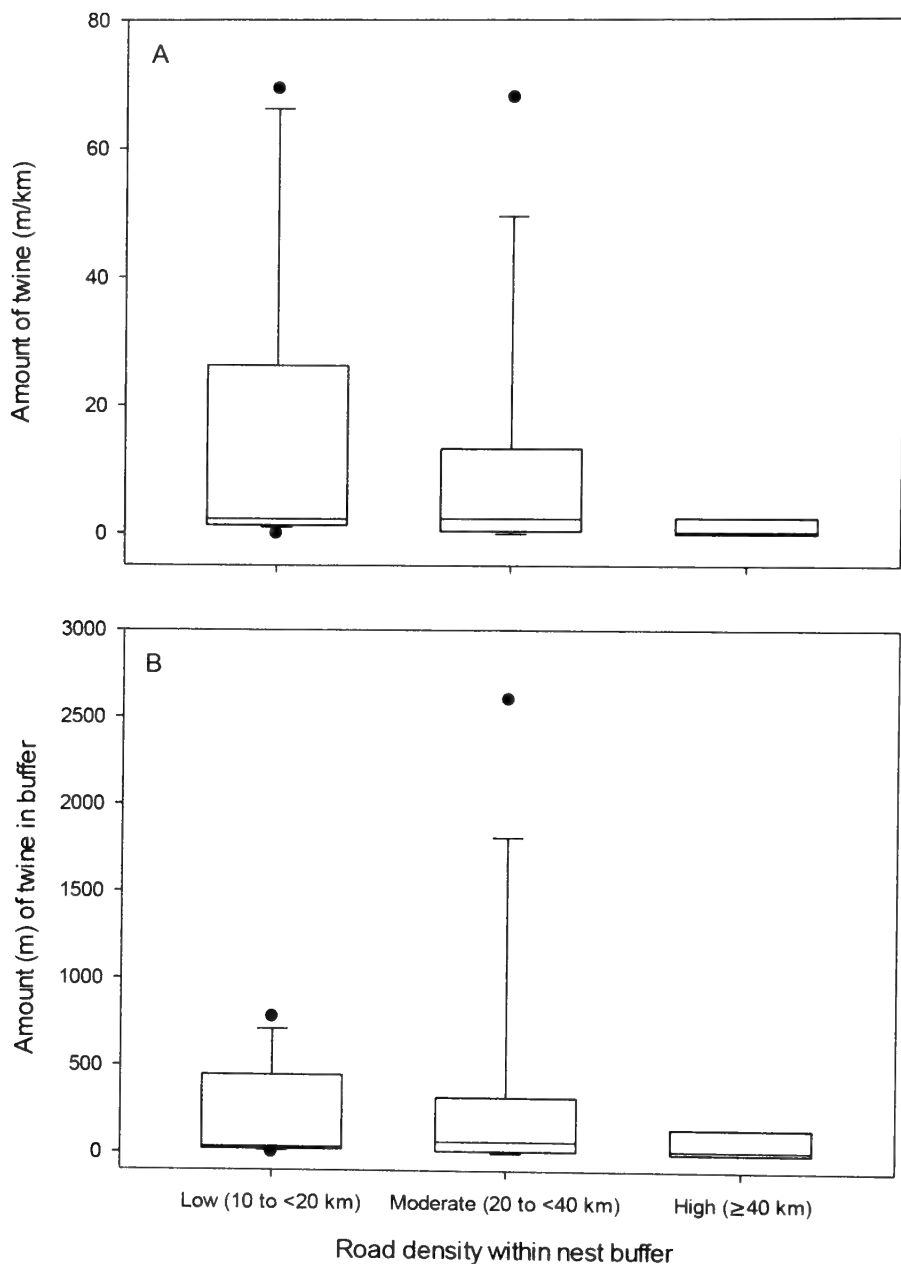 A
80
60
40
20
0
Amount of twine (m/km)
B
3000
2500
2000
1500
1000
500
0
Amount (m) of twine in buffer
Low (10 to <20 km) Moderate (20 to <40 km) High (≥40 km)
Road density within nest buffer